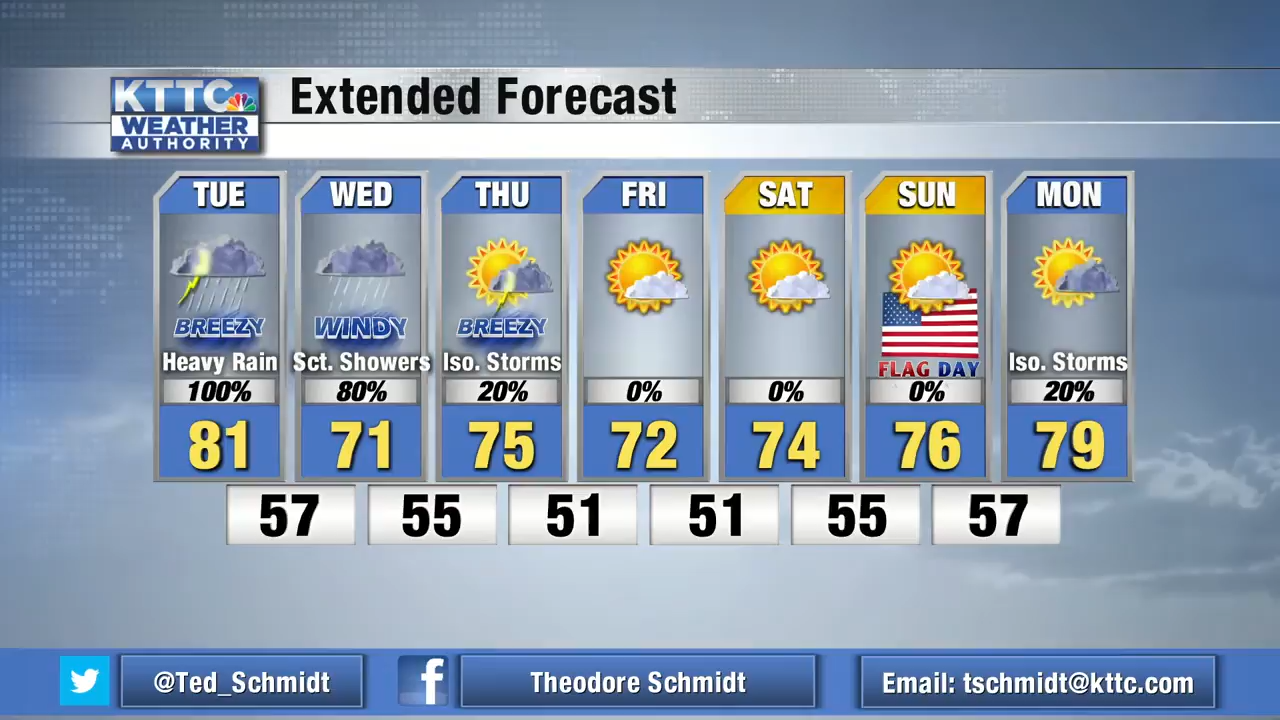 KTTC
WEATHER
AUTHORITY
Extended Forecast
TUE WED THU FRI SAT SUN MON
BREEZY WINDY BREEZY
FLAG DAY
Heavy Rain Sct. Showers Iso. Storms Iso. Storms
100% 80% 20% 0% 0% 0% 20%
81 71 75 72 74 76 79
57 55 51 51 55 57
@Ted_Schmidt
f
Theodore Schmidt
Email: tschmidt@kttc.com